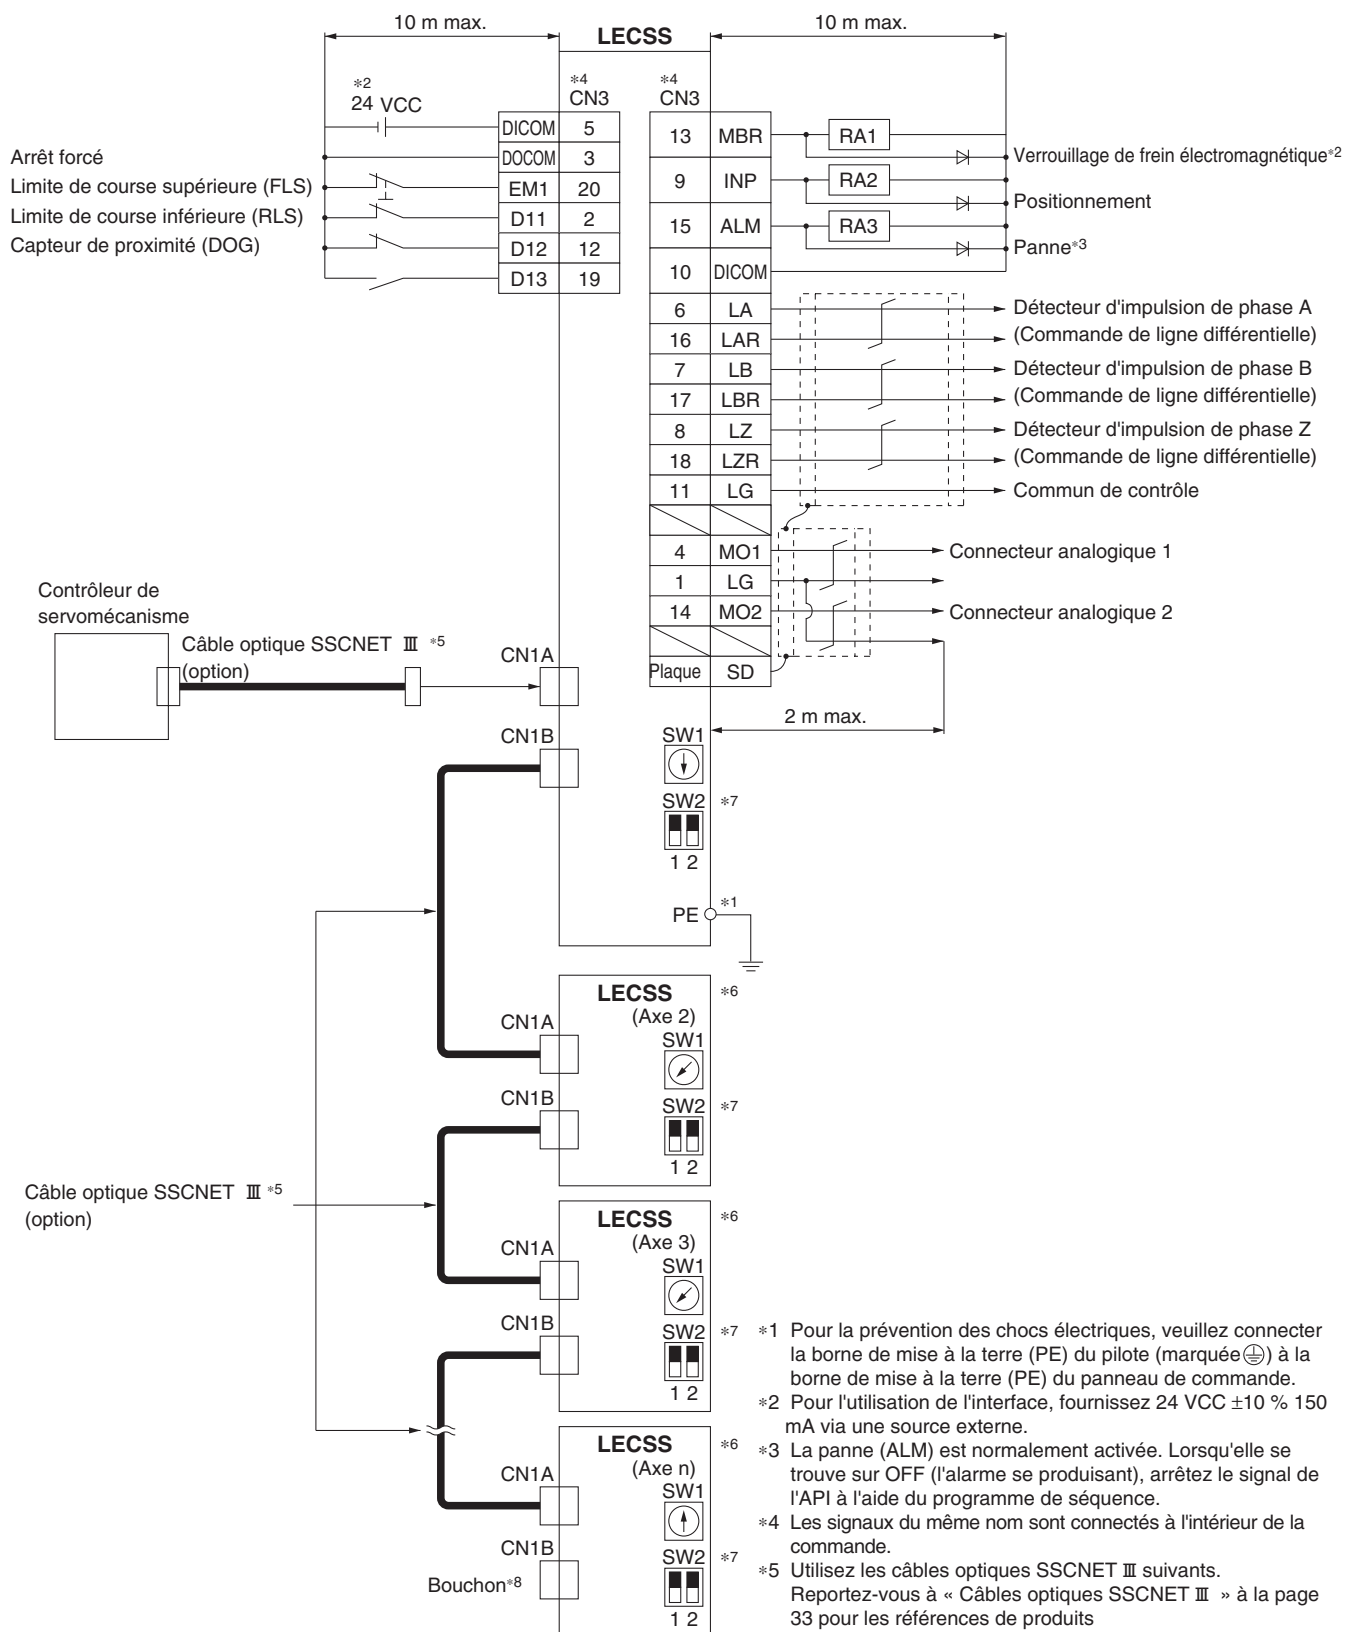 10 m max.
LECSS
10 m max.
*2
24 VCC
*4
CN3
*4
CN3
DICOM 5
DOCOM 3
EM1 20
D11 2
D12 12
D13 19
Arrêt forcé
Limite de course supérieure (FLS)
Limite de course inférieure (RLS)
Capteur de proximité (DOG)
13 MBR RA1
Verrouillage de frein électromagnétique*2
9 INP RA2
Positionnement
15 ALM RA3
Panne*3
10 DICOM
6 LA Détecteur d'impulsion de phase A
16 LAR (Commande de ligne différentielle)
7 LB Détecteur d'impulsion de phase B
17 LBR (Commande de ligne différentielle)
8 LZ Détecteur d'impulsion de phase Z
18 LZR (Commande de ligne différentielle)
11 LG Commun de contrôle
4 MO1 Connecteur analogique 1
1 LG
14 MO2 Connecteur analogique 2
Plaque SD
2 m max.
Contrôleur de
servomécanisme
Câble optique SSCNET Ⅲ *5
(option)
CN1A
CN1B
SW1
SW2 *7
1 2
PE *1
LECSS *6
(Axe 2)
CN1A
SW1
CN1B
SW2 *7
1 2
Câble optique SSCNET Ⅲ *5
(option)
LECSS *6
(Axe 3)
CN1A
SW1
CN1B
SW2 *7
1 2
LECSS *6
(Axe n)
CN1A
SW1
CN1B
SW2 *7
Bouchon*8
1 2
*1 Pour la prévention des chocs électriques, veuillez connecter
la borne de mise à la terre (PE) du pilote (marquée⏚) à la
borne de mise à la terre (PE) du panneau de commande.
*2 Pour l'utilisation de l'interface, fournissez 24 VCC ±10 % 150
mA via une source externe.
*3 La panne (ALM) est normalement activée. Lorsqu'elle se
trouve sur OFF (l'alarme se produisant), arrêtez le signal de
l'API à l'aide du programme de séquence.
*4 Les signaux du même nom sont connectés à l'intérieur de la
commande.
*5 Utilisez les câbles optiques SSCNET Ⅲ suivants.
Reportez-vous à « Câbles optiques SSCNET Ⅲ » à la page
33 pour les références de produits